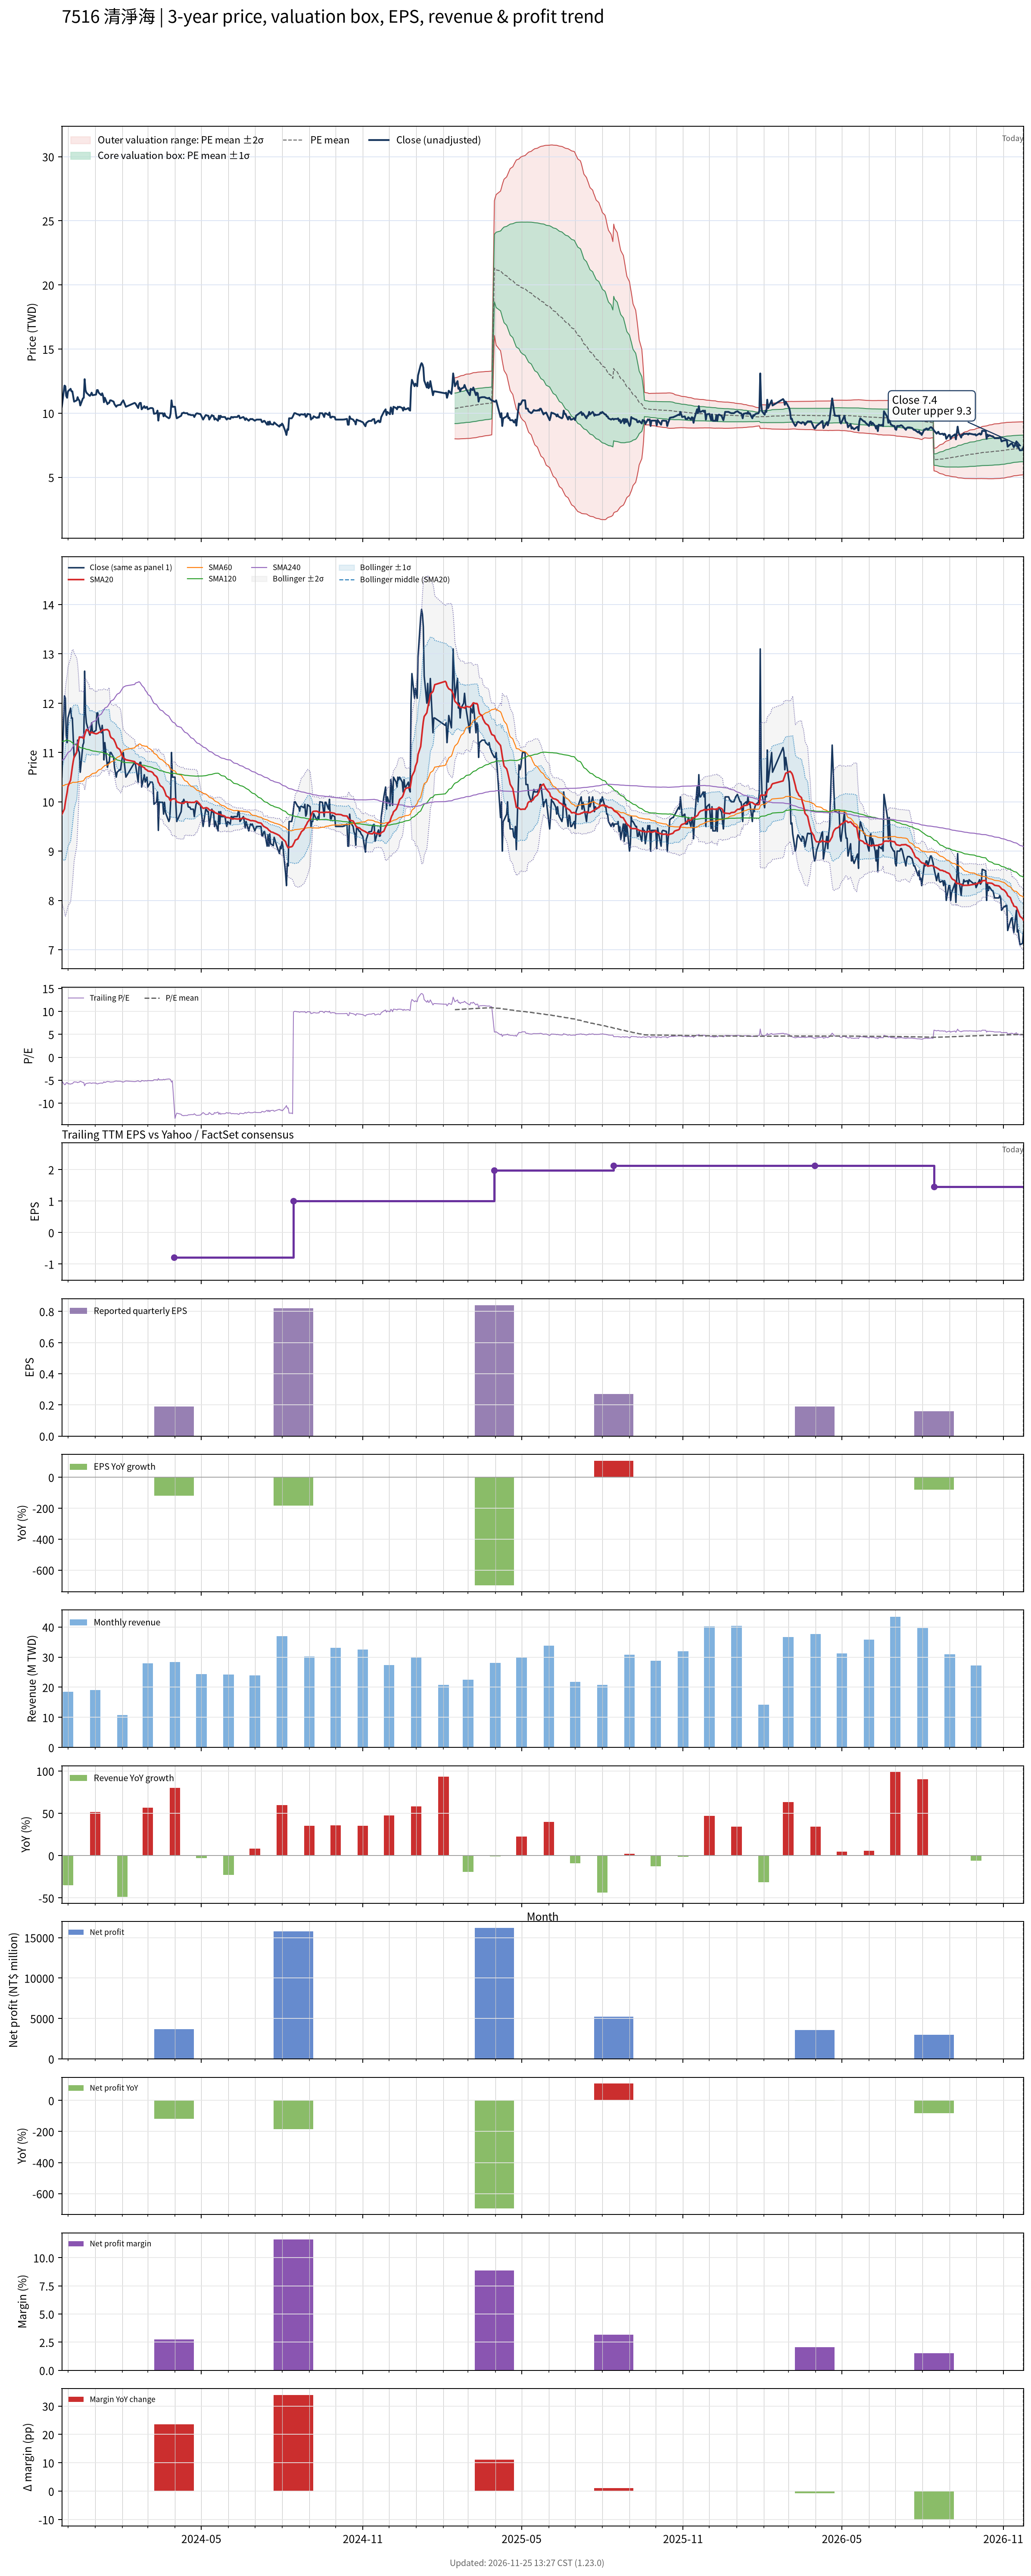 7516 清淨海 | 3-year price, valuation box, EPS, revenue & profit trend
Outer valuation range: PE mean ±2σ
Core valuation box: PE mean ±1σ
PE mean
Close (unadjusted)
Today
30
25
20
15
10
5
Price (TWD)
Close 7.4
Outer upper 9.3
Close (same as panel 1)
SMA20
SMA60
SMA120
SMA240
Bollinger ±2σ
Bollinger ±1σ
Bollinger middle (SMA20)
14
13
12
11
10
9
8
7
Price
Trailing P/E
P/E mean
15
10
5
0
-5
-10
P/E
Trailing TTM EPS vs Yahoo / FactSet consensus
Today
2
1
0
-1
EPS
Reported quarterly EPS
0.8
0.6
0.4
0.2
0.0
EPS
EPS YoY growth
0
-200
-400
-600
YoY (%)
Monthly revenue
40
30
20
10
0
Revenue (M TWD)
Revenue YoY growth
100
50
0
-50
YoY (%)
Month
Net profit
15000
10000
5000
0
Net profit (NT$ million)
Net profit YoY
0
-200
-400
-600
YoY (%)
Net profit margin
10.0
7.5
5.0
2.5
0.0
Margin (%)
Margin YoY change
30
20
10
0
-10
Δ margin (pp)
2024-05
2024-11
2025-05
2025-11
2026-05
2026-11
Updated: 2026-11-25 13:27 CST (1.23.0)